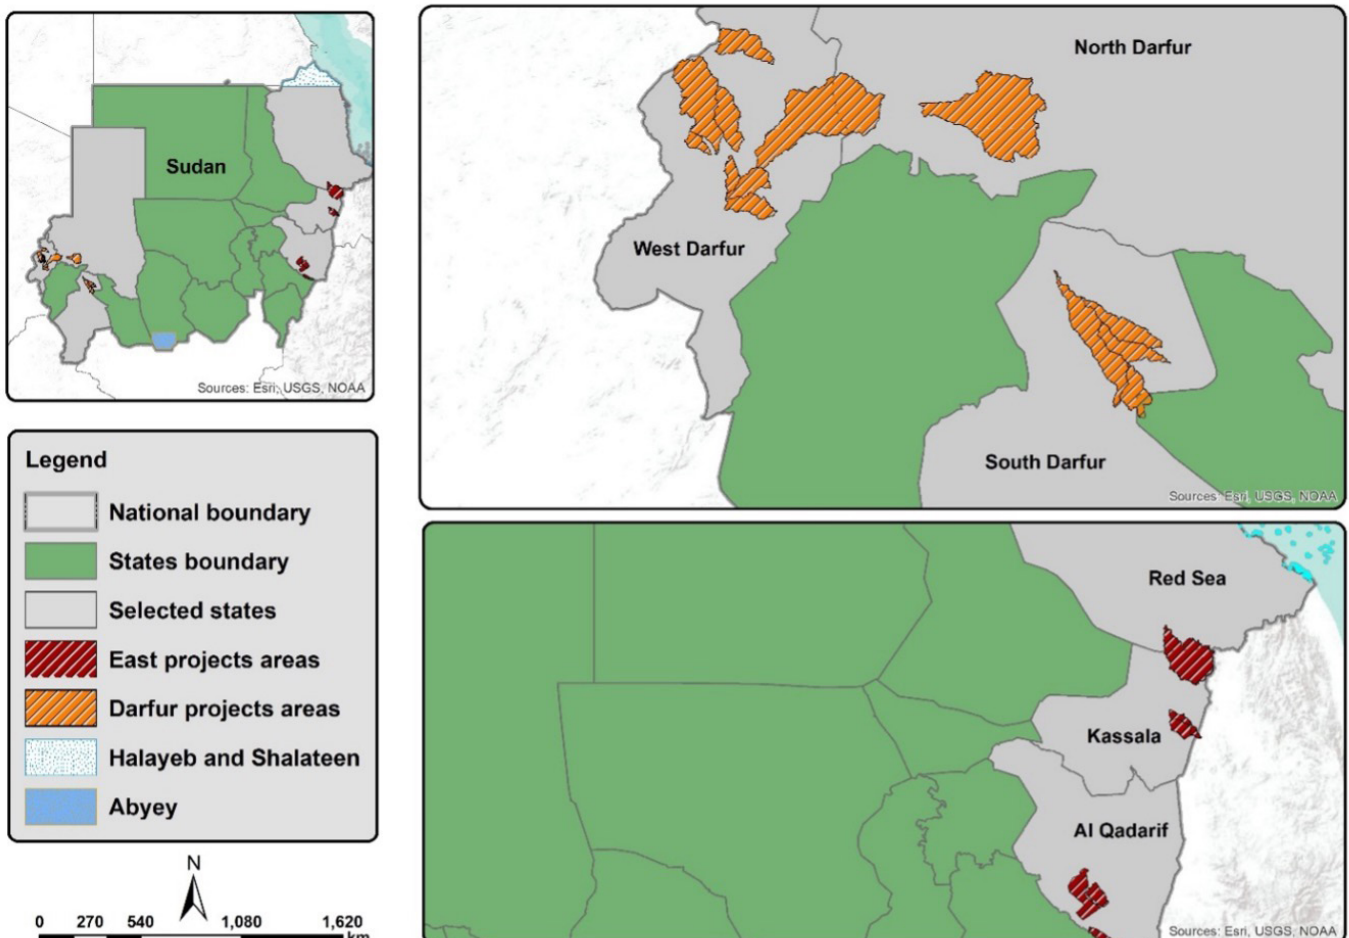 Sudan
Sources: Esri, USGS, NOAA
North Darfur
West Darfur
South Darfur
Sources: Esri, USGS, NOAA
Legend
National boundary
States boundary
Selected states
East projects areas
Darfur projects areas
Halayeb and Shalateen
Abyey
N
0 270 540 1,080 1,620
km
Red Sea
Kassala
Al Qadarif
Sources: Esri, USGS, NOAA